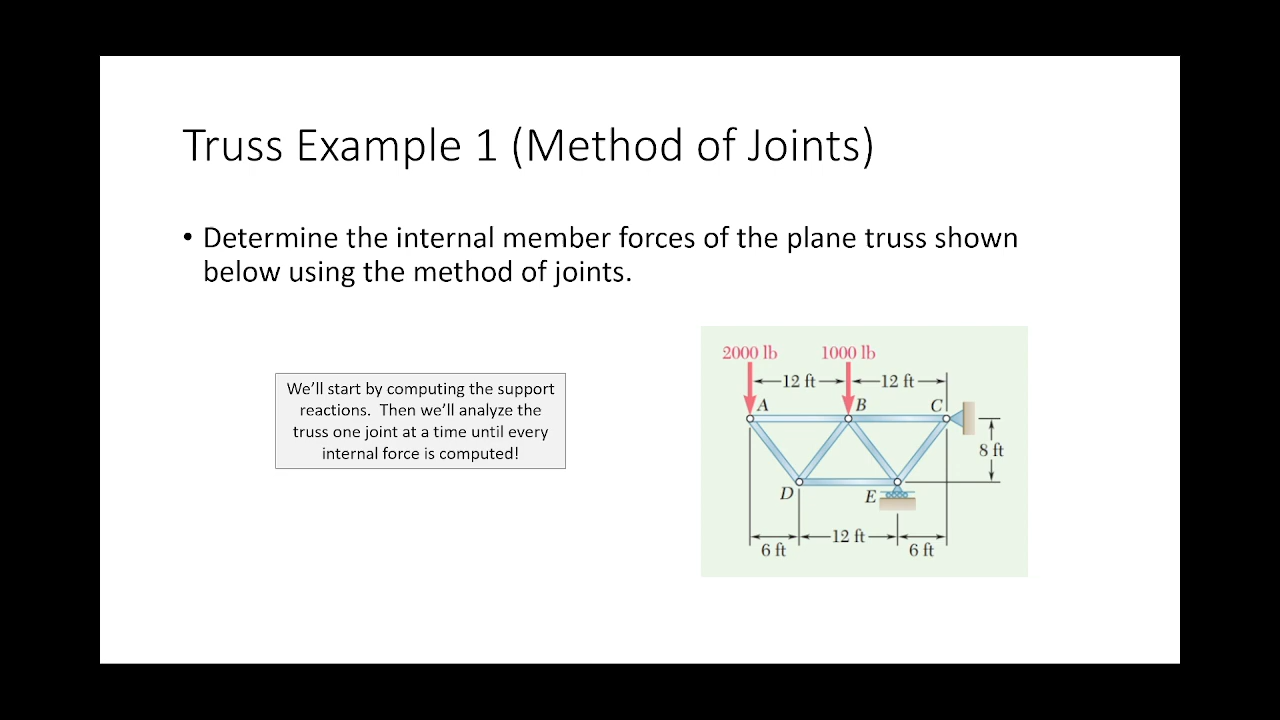 Truss Example 1 (Method of Joints)
• Determine the internal member forces of the plane truss shown
below using the method of joints.
We'll start by computing the support
reactions.  Then we'll analyze the
truss one joint at a time until every
internal force is computed!
2000 lb
1000 lb
12 ft
12 ft
A
B
C
8 ft
D
E
12 ft
6 ft
6 ft